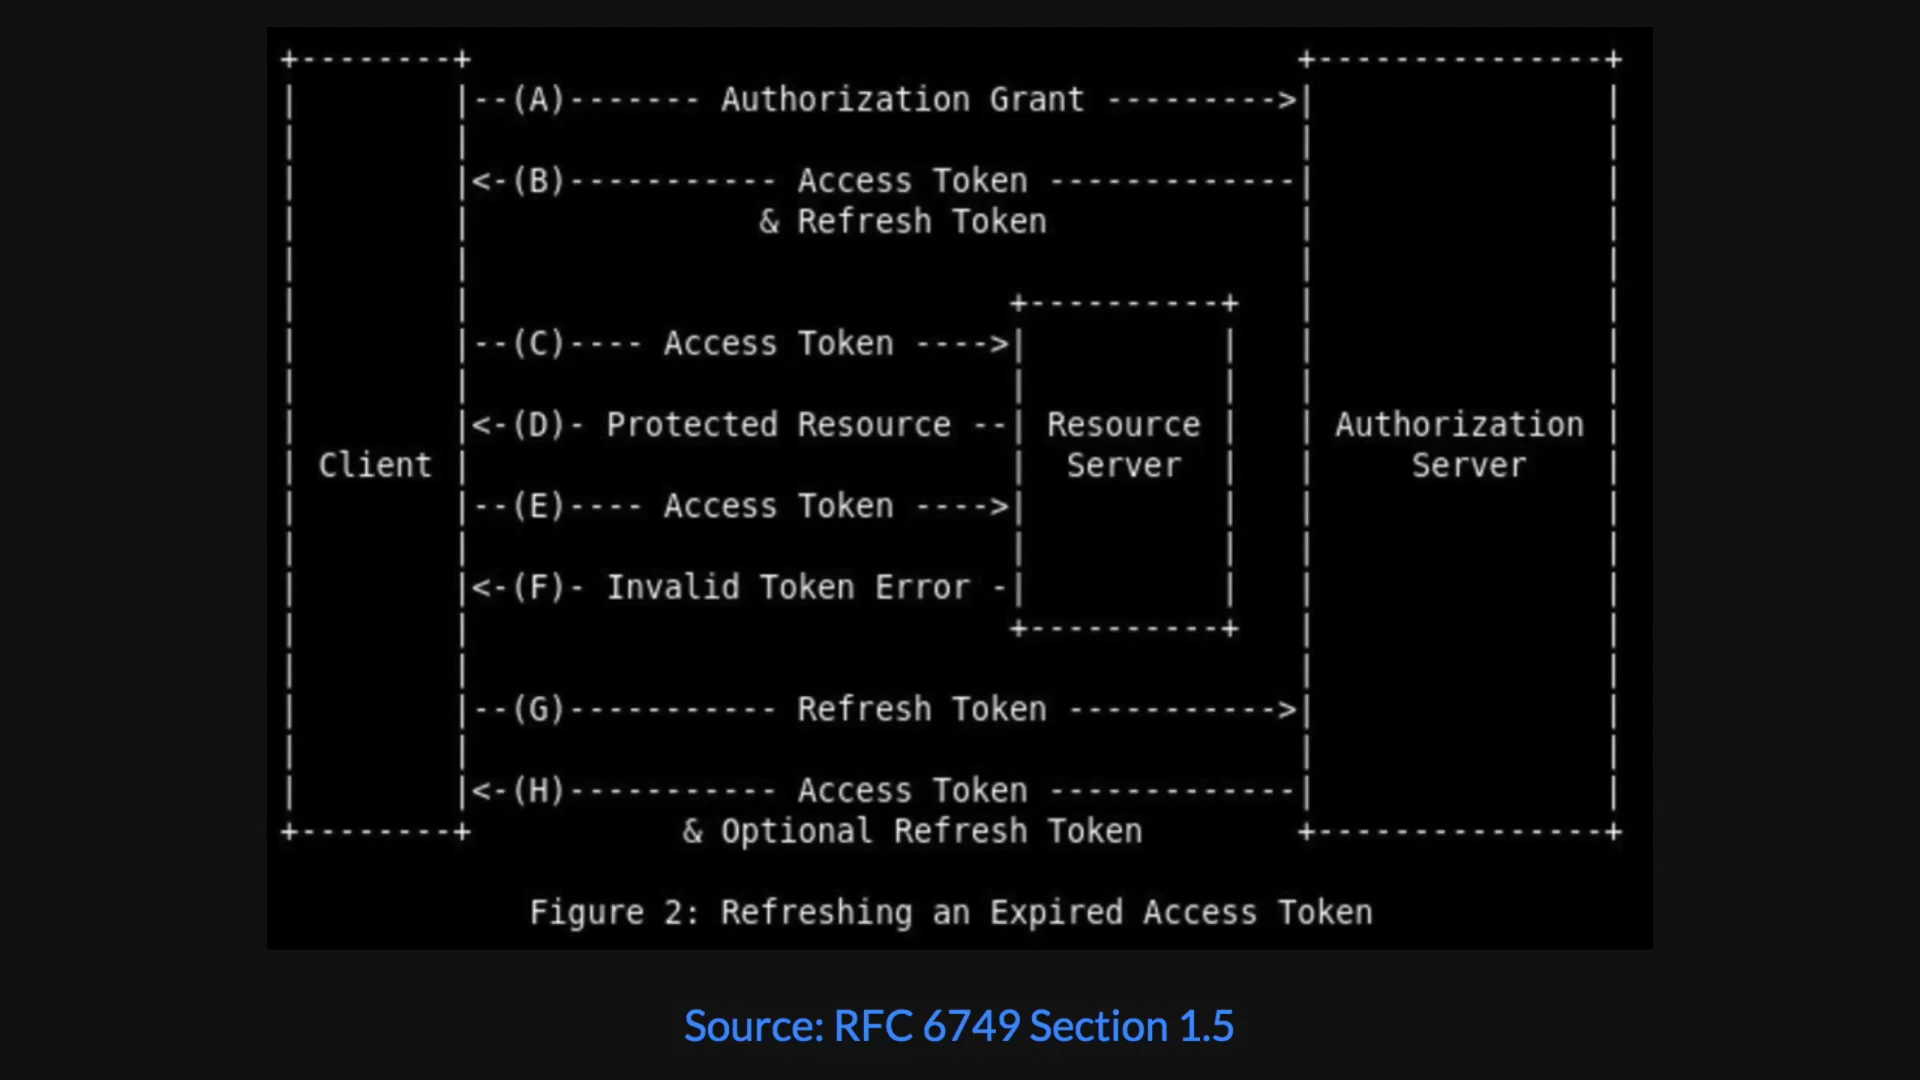 +--------+                                           +---------------+
|        |--(A)------- Authorization Grant --------->|               |
|        |                                           |               |
|        |<-(B)----------- Access Token -------------|               |
|        |               & Refresh Token             |               |
|        |                                           |               |
|        |                            +----------+   |               |
|        |--(C)---- Access Token ---->|          |   |               |
|        |                            |          |   |               |
|        |<-(D)- Protected Resource --| Resource |   | Authorization |
| Client |                            |  Server  |   |     Server    |
|        |--(E)---- Access Token ---->|          |   |               |
|        |                            |          |   |               |
|        |<-(F)- Invalid Token Error -|          |   |               |
|        |                            +----------+   |               |
|        |                                           |               |
|        |--(G)----------- Refresh Token ----------->|               |
|        |                                           |               |
|        |<-(H)----------- Access Token -------------|               |
+--------+           & Optional Refresh Token        +---------------+
Figure 2: Refreshing an Expired Access Token
Source: RFC 6749 Section 1.5